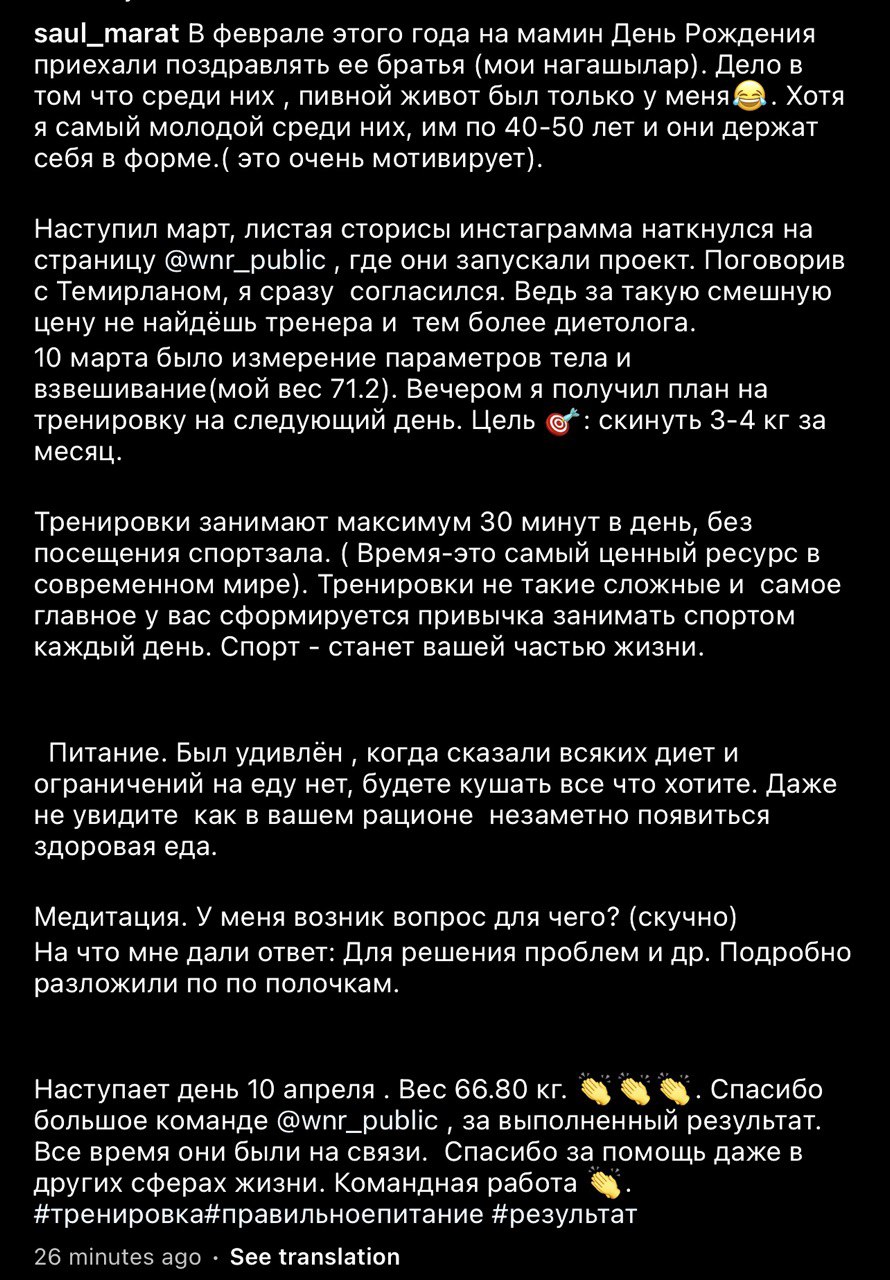 saul_marat В феврале этого года на мамин День Рождения
приехали поздравлять ее братья (мои нагашылар). Дело в
том что среди них , пивной живот был только у меня😂. Хотя
я самый молодой среди них, им по 40-50 лет и они держат
себя в форме.( это очень мотивирует).
Наступил март, листая сторисы инстаграмма наткнулся на
страницу @wnr_public , где они запускали проект. Поговорив
с Темирланом, я сразу  согласился. Ведь за такую смешную
цену не найдёшь тренера и  тем более диетолога.
10 марта было измерение параметров тела и
взвешивание(мой вес 71.2). Вечером я получил план на
тренировку на следующий день. Цель 🎯: скинуть 3-4 кг за
месяц.
Тренировки занимают максимум 30 минут в день, без
посещения спортзала. ( Время-это самый ценный ресурс в
современном мире). Тренировки не такие сложные и  самое
главное у вас сформируется привычка занимать спортом
каждый день. Спорт - станет вашей частью жизни.
Питание. Был удивлён , когда сказали всяких диет и
ограничений на еду нет, будете кушать все что хотите. Даже
не увидите  как в вашем рационе  незаметно появиться
здоровая еда.
Медитация. У меня возник вопрос для чего? (скучно)
На что мне дали ответ: Для решения проблем и др. Подробно
разложили по по полочкам.
Наступает день 10 апреля . Вес 66.80 кг. 👏👏👏. Спасибо
большое команде @wnr_public , за выполненный результат.
Все время они были на связи.  Спасибо за помощь даже в
других сферах жизни. Командная работа 👏.
#тренировка#правильноепитание #результат
26 minutes ago · See translation